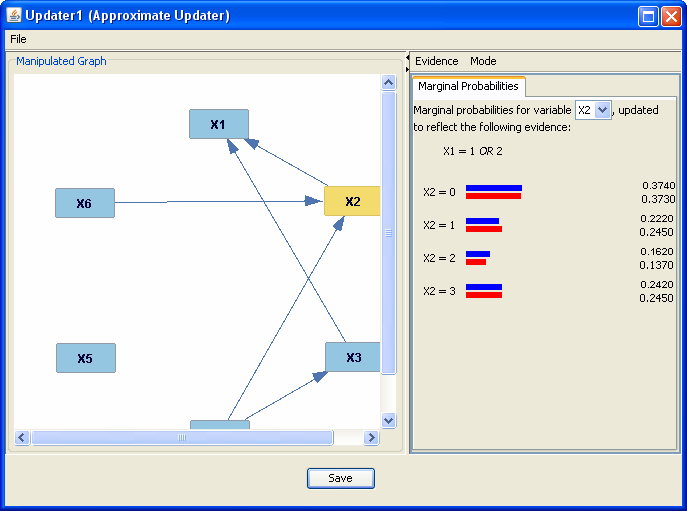 Updater1 (Approximate Updater)
File
Manipulated Graph
X1
X6
X2
X5
X3
Evidence Mode
Marginal Probabilities
Marginal probabilities for variable X2 , updated
to reflect the following evidence:
X1 = 1 OR 2
X2 = 0 0.3740
0.3730
X2 = 1 0.2220
0.2450
X2 = 2 0.1620
0.1370
X2 = 3 0.2420
0.2450
Save